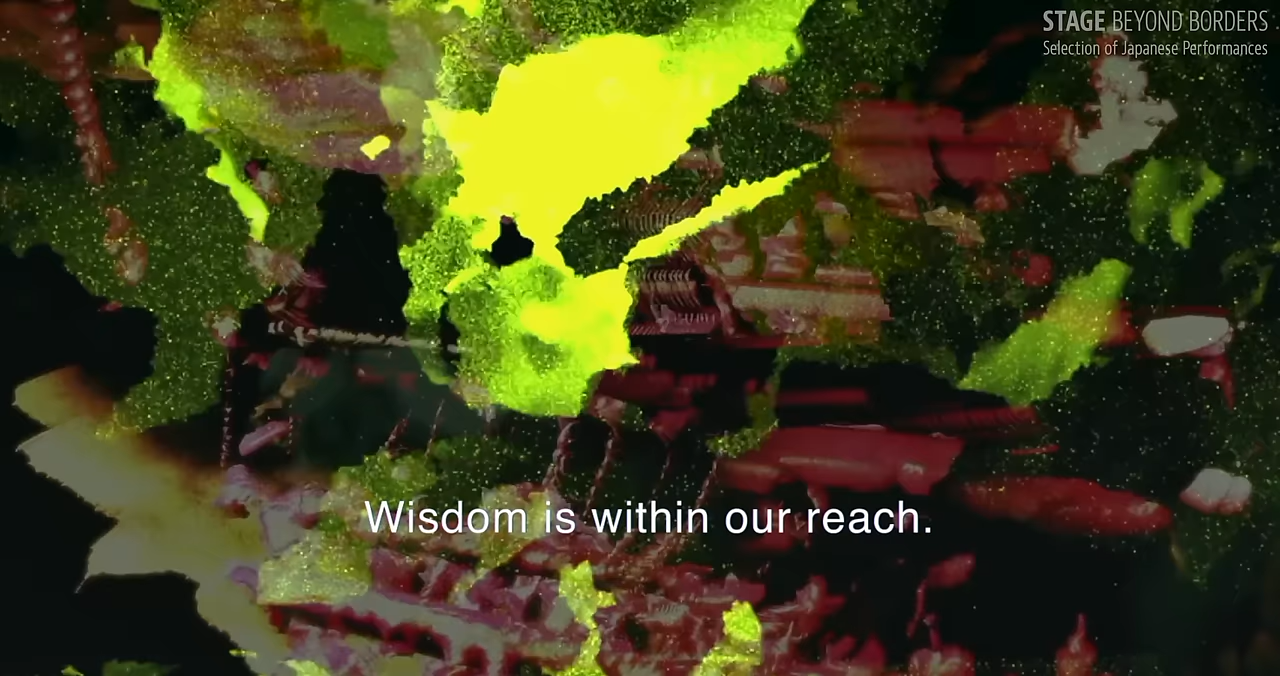 STAGE BEYOND BORDERS
Selection of Japanese Performances
Wisdom is within our reach.